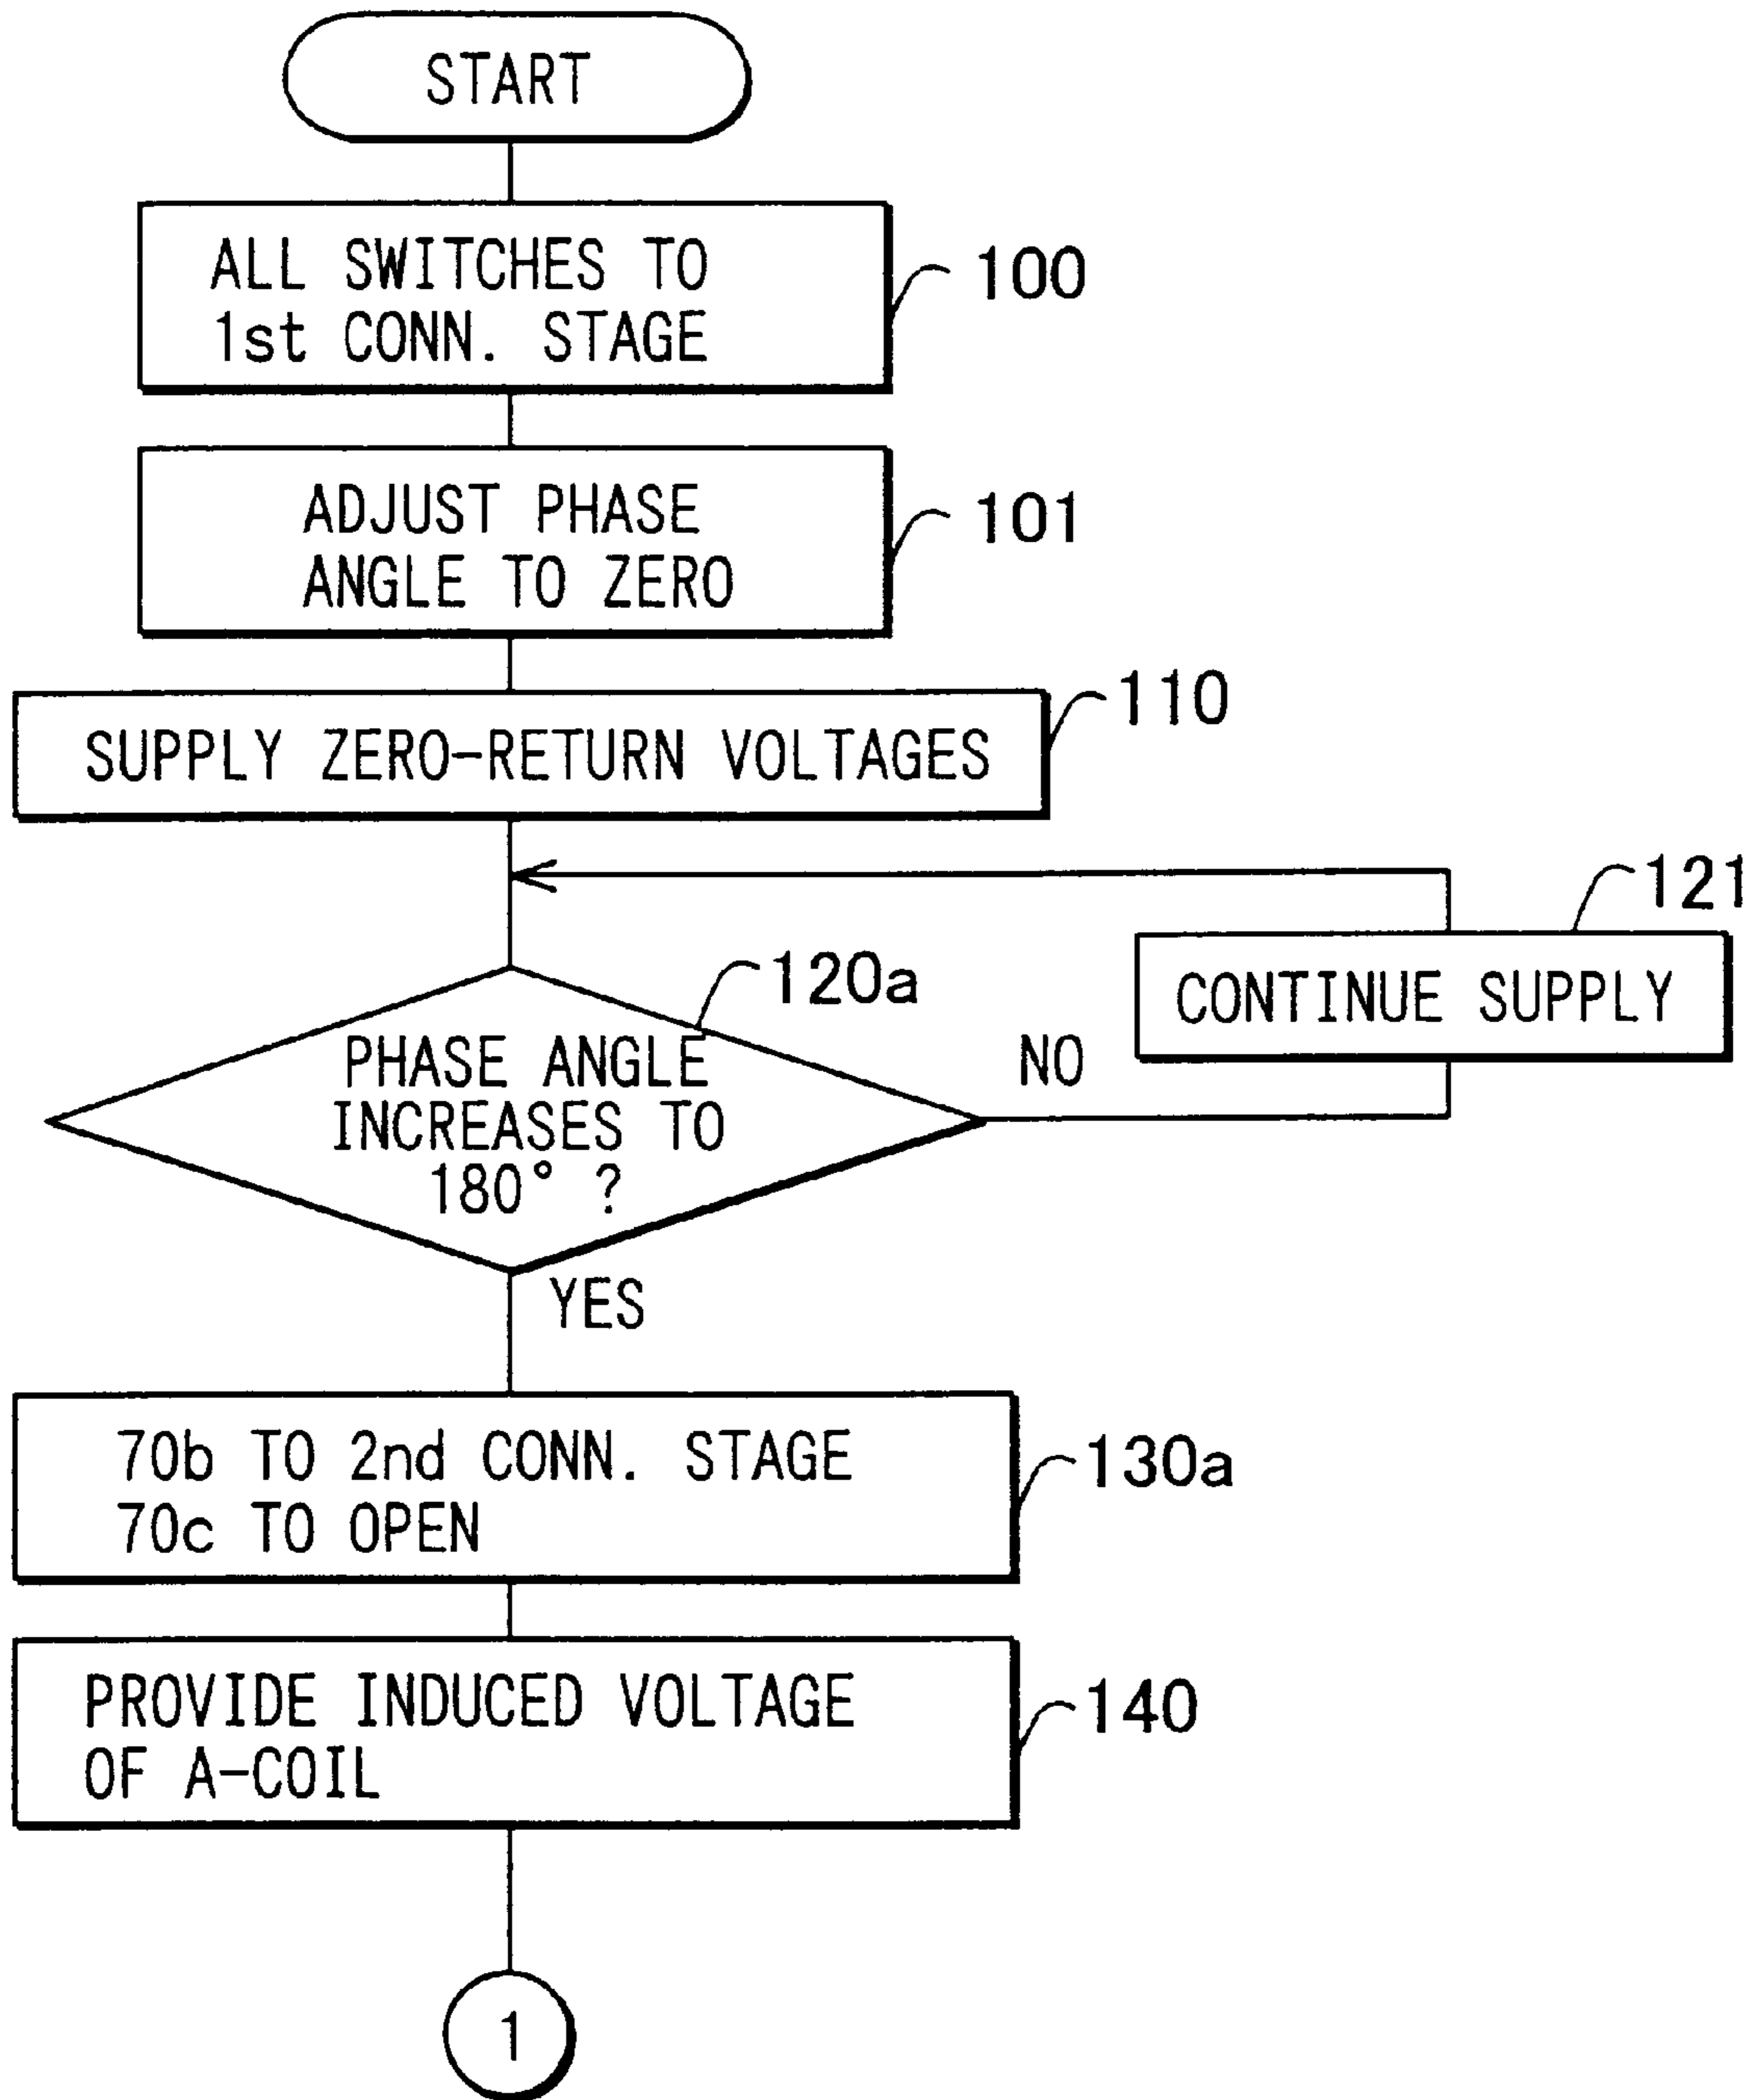 START
ALL SWITCHES TO
1st CONN. STAGE
100
ADJUST PHASE
ANGLE TO ZERO
101
SUPPLY ZERO-RETURN VOLTAGES
110
121
CONTINUE SUPPLY
120a
PHASE ANGLE
INCREASES TO
180° ?
NO
YES
70b TO 2nd CONN. STAGE
70c TO OPEN
130a
PROVIDE INDUCED VOLTAGE
OF A-COIL
140
1